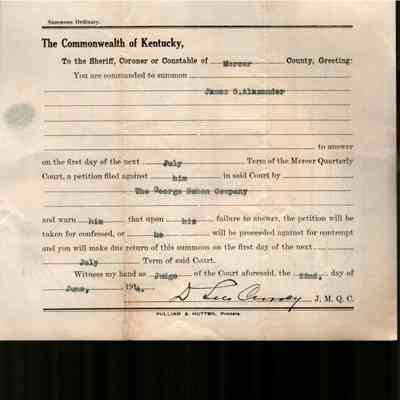 Summons Ordinary.
The Commonwealth of Kentucky,
To the Sheriff, Coroner or Constable of Mercer County, Greeting:
You are commanded to summon
James S. Alexander
to answer
on the first day of the next July Term of the Mercer Quarterly
Court, a petition filed against him in said Court by
The George Bohon Company
and warn him that upon his failure to answer, the petition will be
taken for confessed, or he will be proceeded against for contempt
and you will make due return of this summons on the first day of the next
July Term of said Court.
Witness my hand as Judge of the Court aforesaid, the 22nd, day of
June, 1914. J. M. Q. C.
PULLIAM & HUTTER, Printers